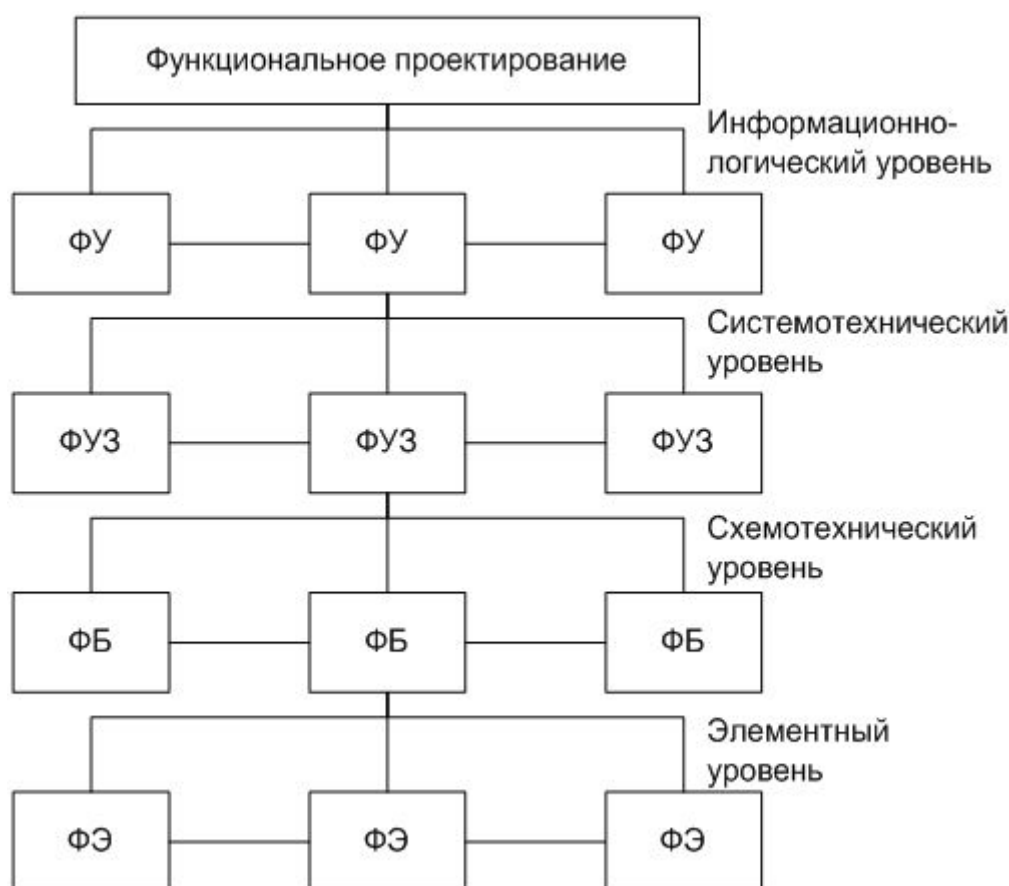 Функциональное проектирование
Информационно-
логический уровень
ФУ ФУ ФУ
Системотехнический
уровень
ФУЗ ФУЗ ФУЗ
Схемотехнический
уровень
ФБ ФБ ФБ
Элементный
уровень
ФЭ ФЭ ФЭ